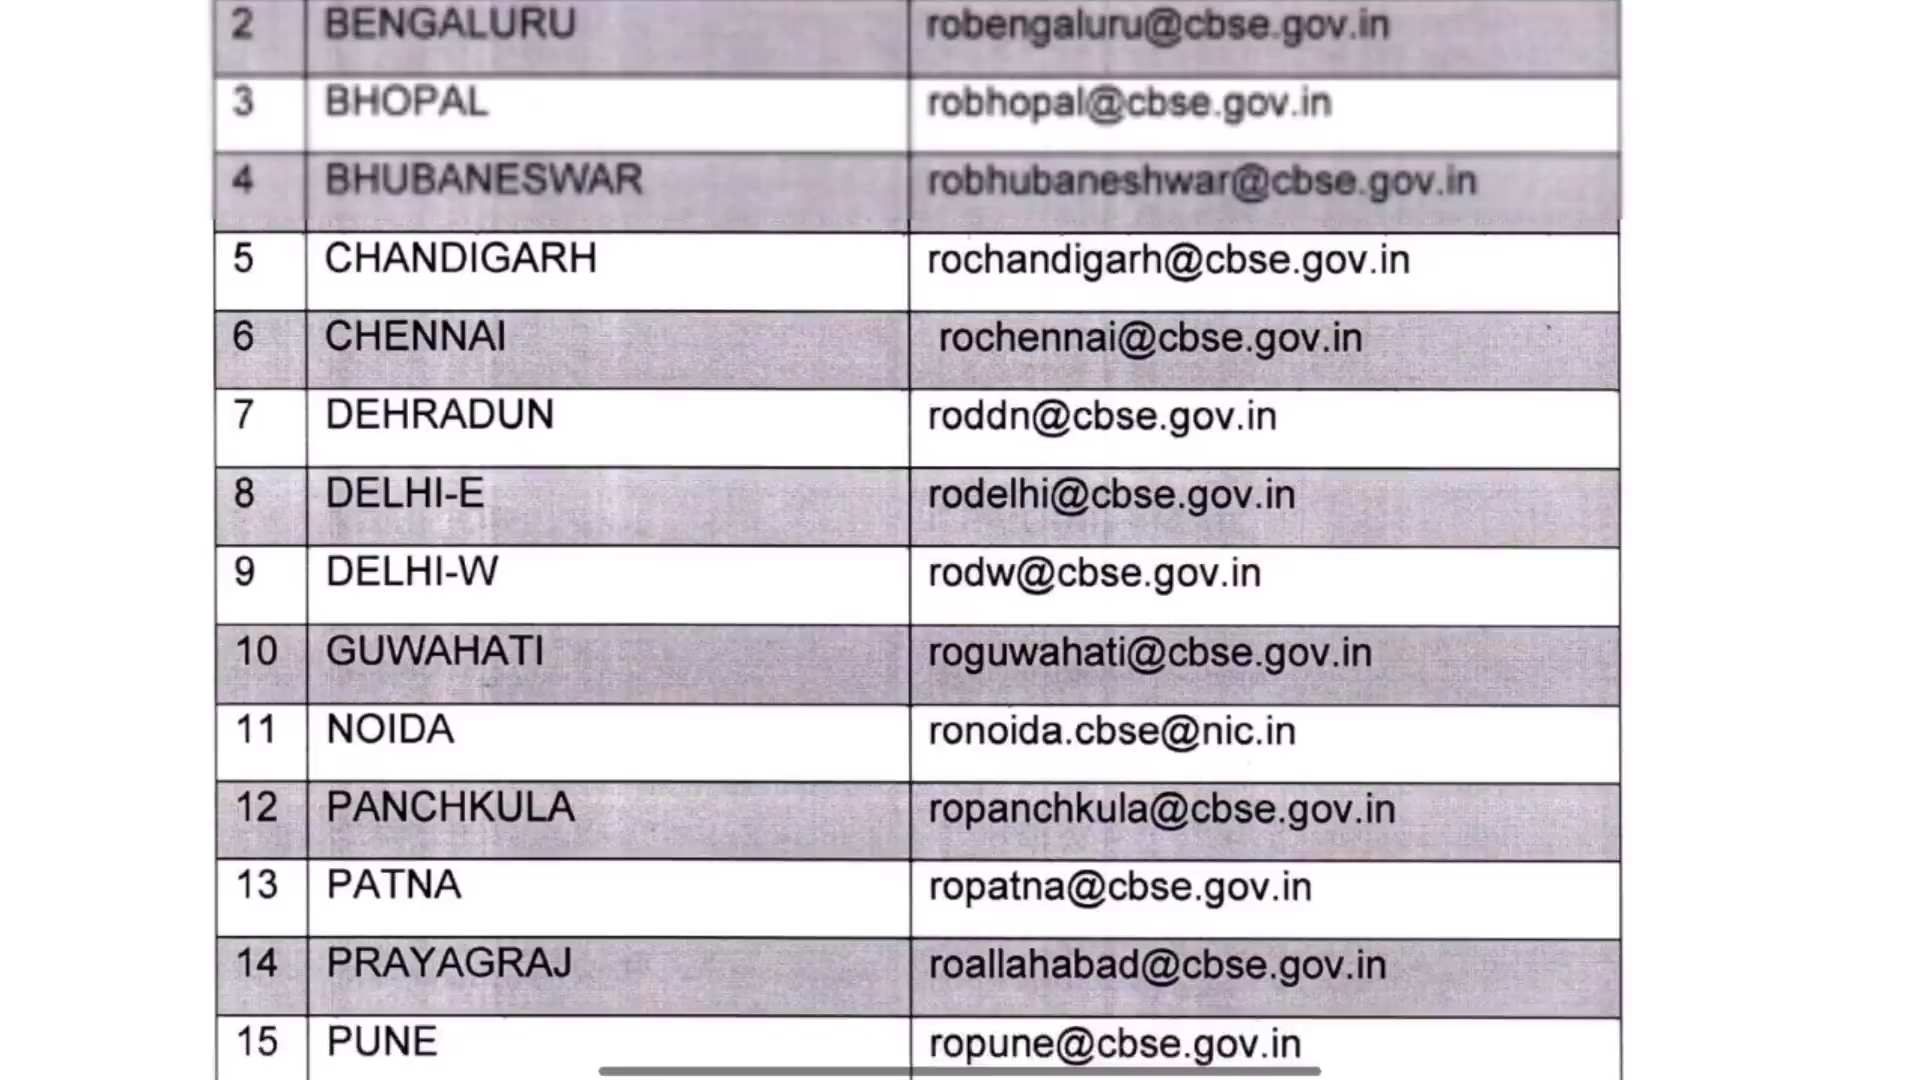 2 BENGALURU robengaluru@cbse.gov.in
3 BHOPAL robhopal@cbse.gov.in
4 BHUBANESWAR robhubaneshwar@cbse.gov.in
5 CHANDIGARH rochandigarh@cbse.gov.in
6 CHENNAI rochennai@cbse.gov.in
7 DEHRADUN roddn@cbse.gov.in
8 DELHI-E rodelhi@cbse.gov.in
9 DELHI-W rodw@cbse.gov.in
10 GUWAHATI roguwahati@cbse.gov.in
11 NOIDA ronoida.cbse@nic.in
12 PANCHKULA ropanchkula@cbse.gov.in
13 PATNA ropatna@cbse.gov.in
14 PRAYAGRAJ roallahabad@cbse.gov.in
15 PUNE ropune@cbse.gov.in